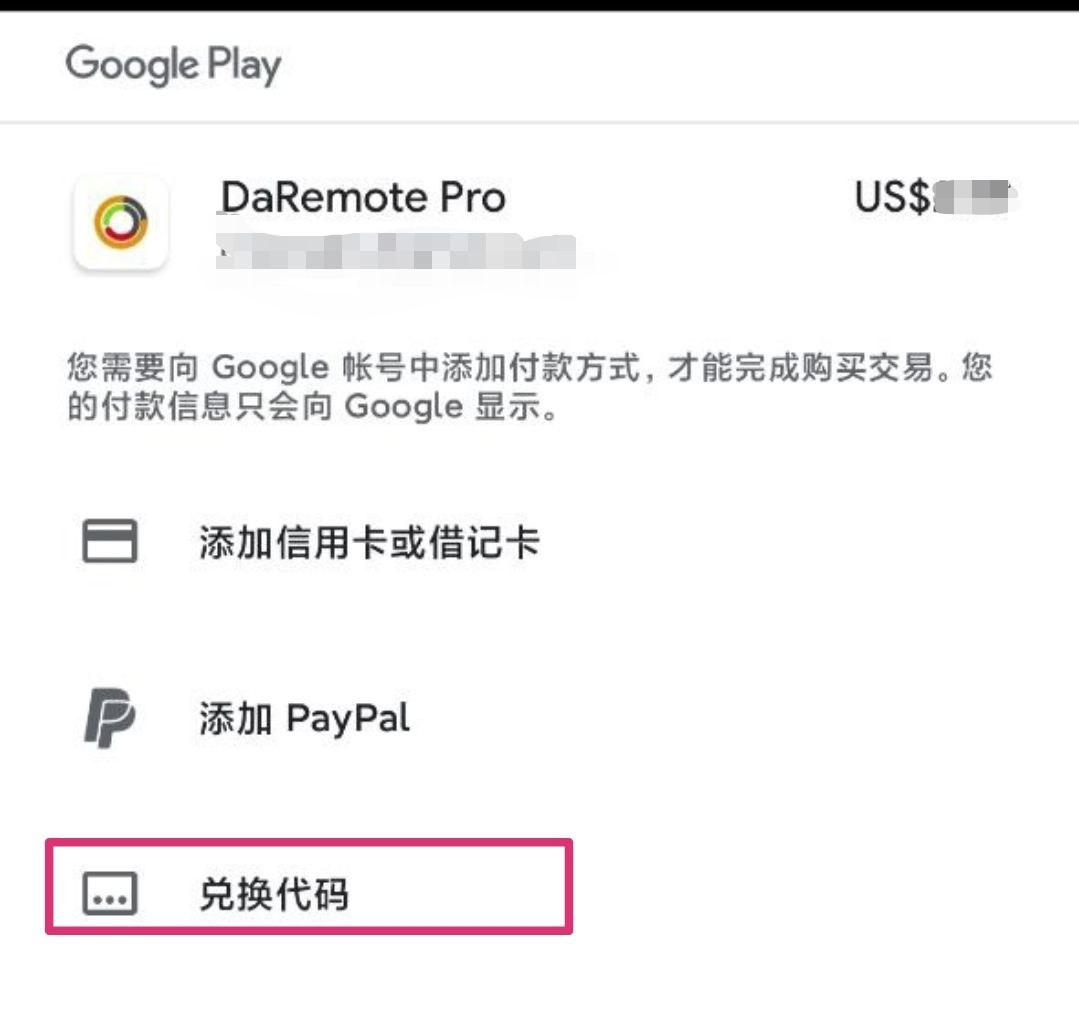 Google Play
DaRemote Pro
US$
您需要向 Google 帐号中添加付款方式，才能完成购买交易。您
的付款信息只会向 Google 显示。
添加信用卡或借记卡
添加 PayPal
兑换代码